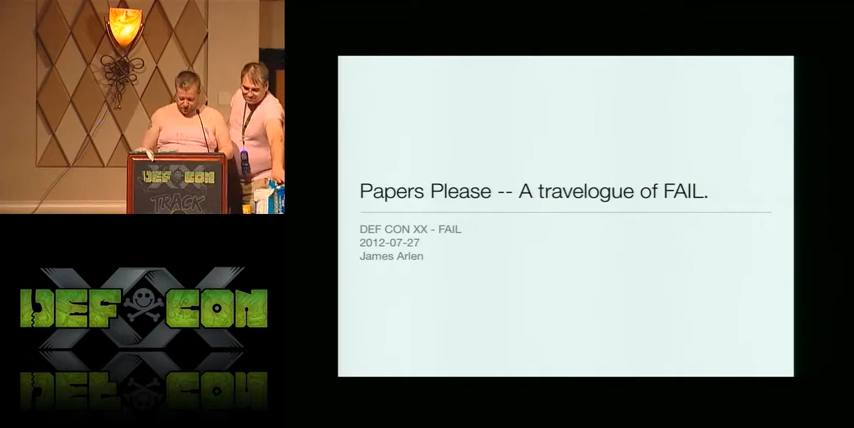 DEF CON
TRACK
DEF CON
Papers Please -- A travelogue of FAIL.
DEF CON XX - FAIL
2012-07-27
James Arlen